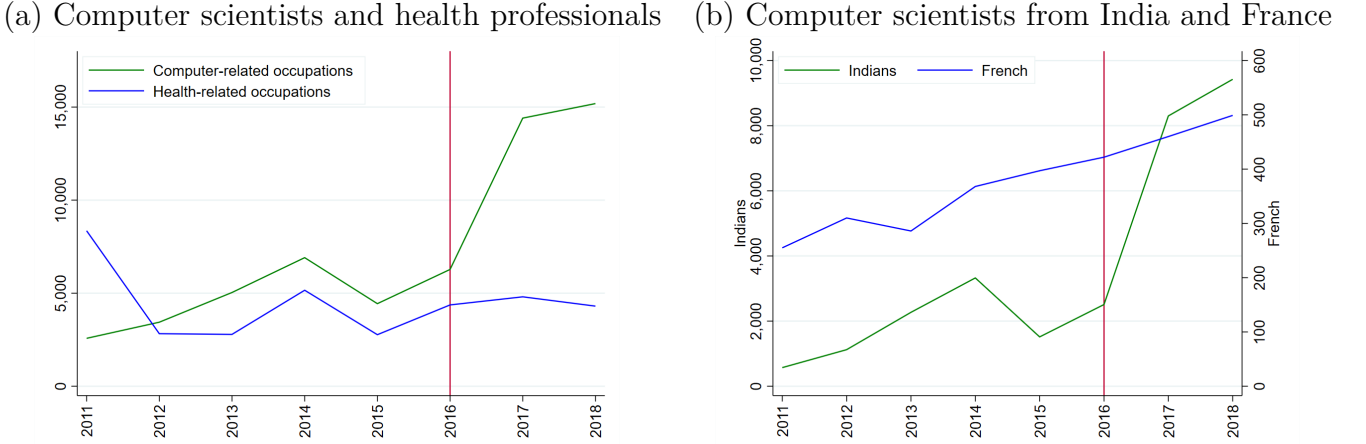 (a) Computer scientists and health professionals
Computer-related occupations
Health-related occupations
15,000
10,000
5,000
0
2011 2012 2013 2014 2015 2016 2017 2018
(b) Computer scientists from India and France
Indians French
10,000
8,000
6,000
4,000
2,000
0
Indians
600
500
400
300
200
100
0
French
2011 2012 2013 2014 2015 2016 2017 2018